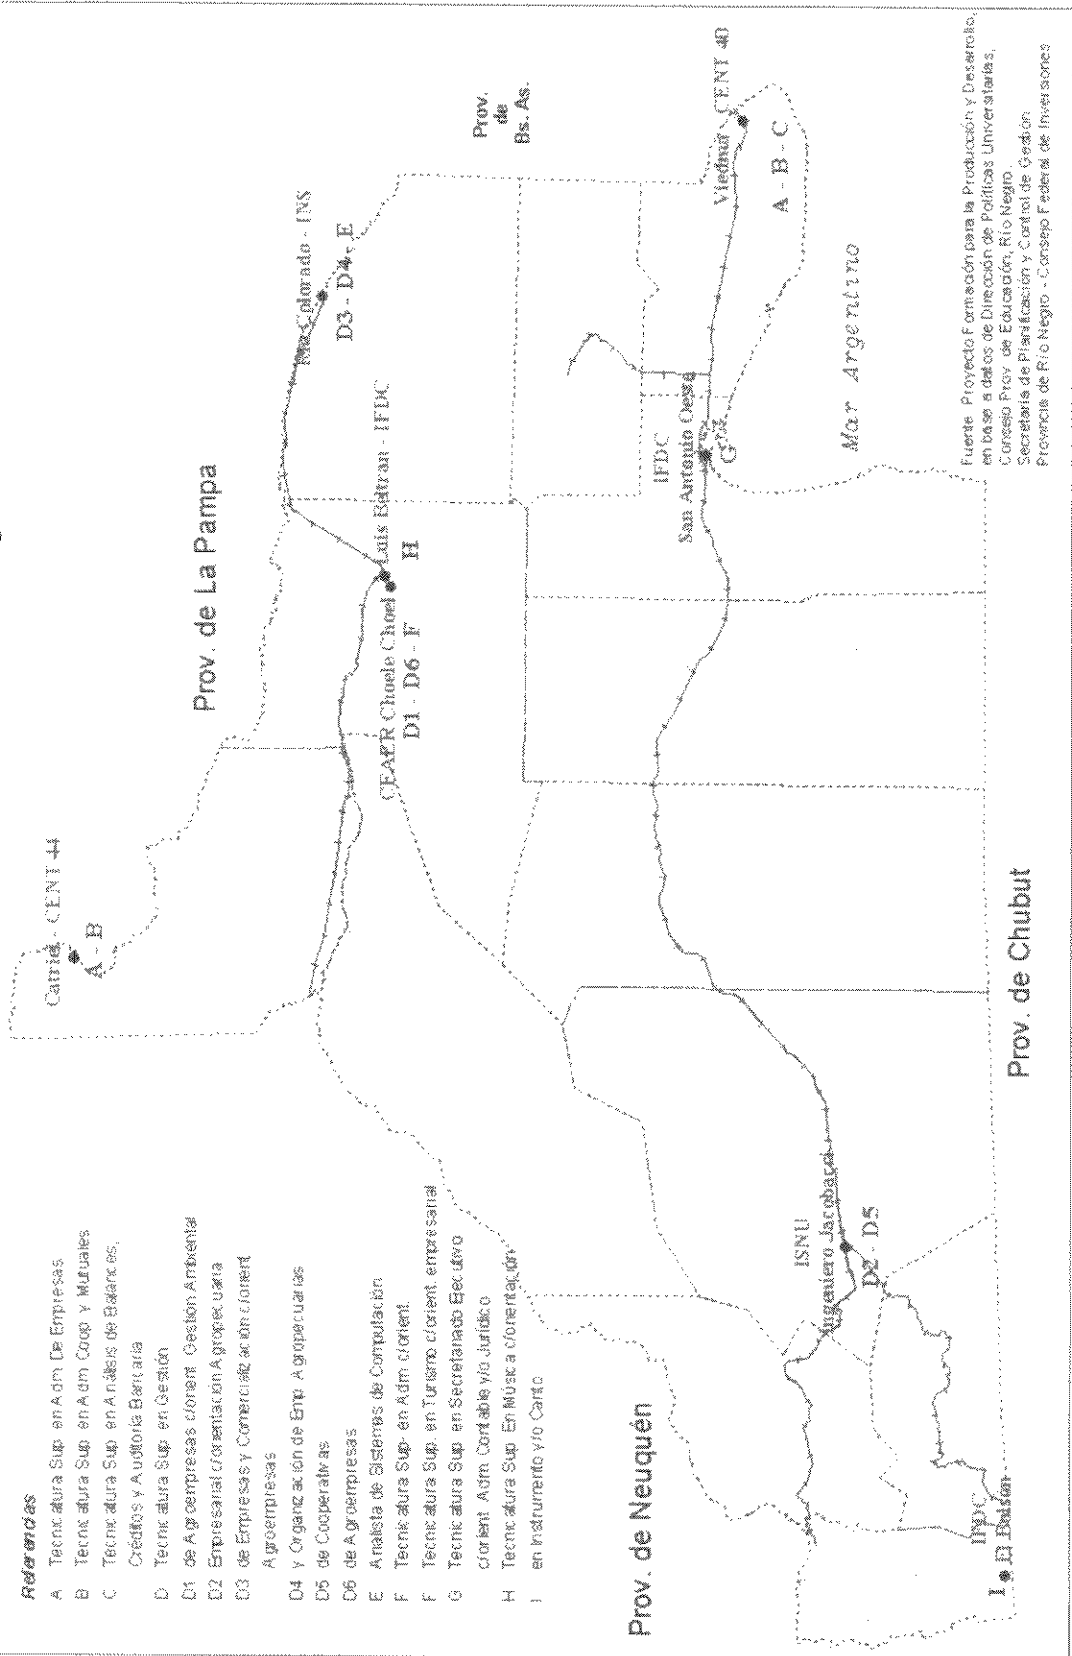 Referencias
A Tecnicatura Sup. en Adm De Empresas
B Tecnicatura Sup en Adm Coop y Mutuales
C Tecnicatura Sup en Análisis de Balances,
Créditos y Auditoria Bancaria
D Tecnicatura Sup en Gestión
D1 de Agroempresas c/orient Gestión Ambiental
D2 Empresarial c/orientación Agropecuaria
D3 de Empresas y Comercialización c/orient
Agroempresas
D4 y Organización de Emp Agropecuarias
D5 de Cooperativas
D6 de Agroempresas
E Analista de Sistemas de Computación
F Tecnicatura Sup en Adm c/orient.
F Tecnicatura Sup. en Turismo c/orient. empresarial
G Tecnicatura Sup en Secretariado Ejecutivo
c/orient Adm Contable y/o Jurídico
H Tecnicatura Sup En Música c/orientación
I en Instrumento y/o Canto
Catriel - CENT 44
A - B
Prov. de La Pampa
Río Colorado - INS
D3 - D4 - E
Luis Beltran - IFDC
H
CEAER Choele Choel
D1 - D6 - F
Prov.
de
Bs. As.
Viedma - CENT 40
A - B - C
IFDC
San Antonio Oeste
G
Mar Argentino
ISNU
Ingeniero Jacobacci
D2 - D5
Prov. de Neuquén
IFDC
I El Bolson
Prov. de Chubut
Fuente Proyecto Formación para la Producción y Desarrollo,
en base a datos de Dirección de Políticas Universitarias,
Consejo Prov de Educación, Río Negro.
Secretaria de Planificación y Control de Gestión
Provincia de Río Negro - Consejo Federal de Inversiones